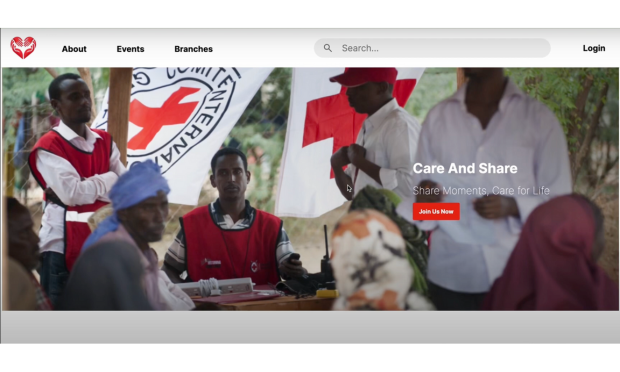 About
Events
Branches
Search...
Login
COMITE
INTERNA
Care And Share
Share Moments, Care for Life
Join Us Now